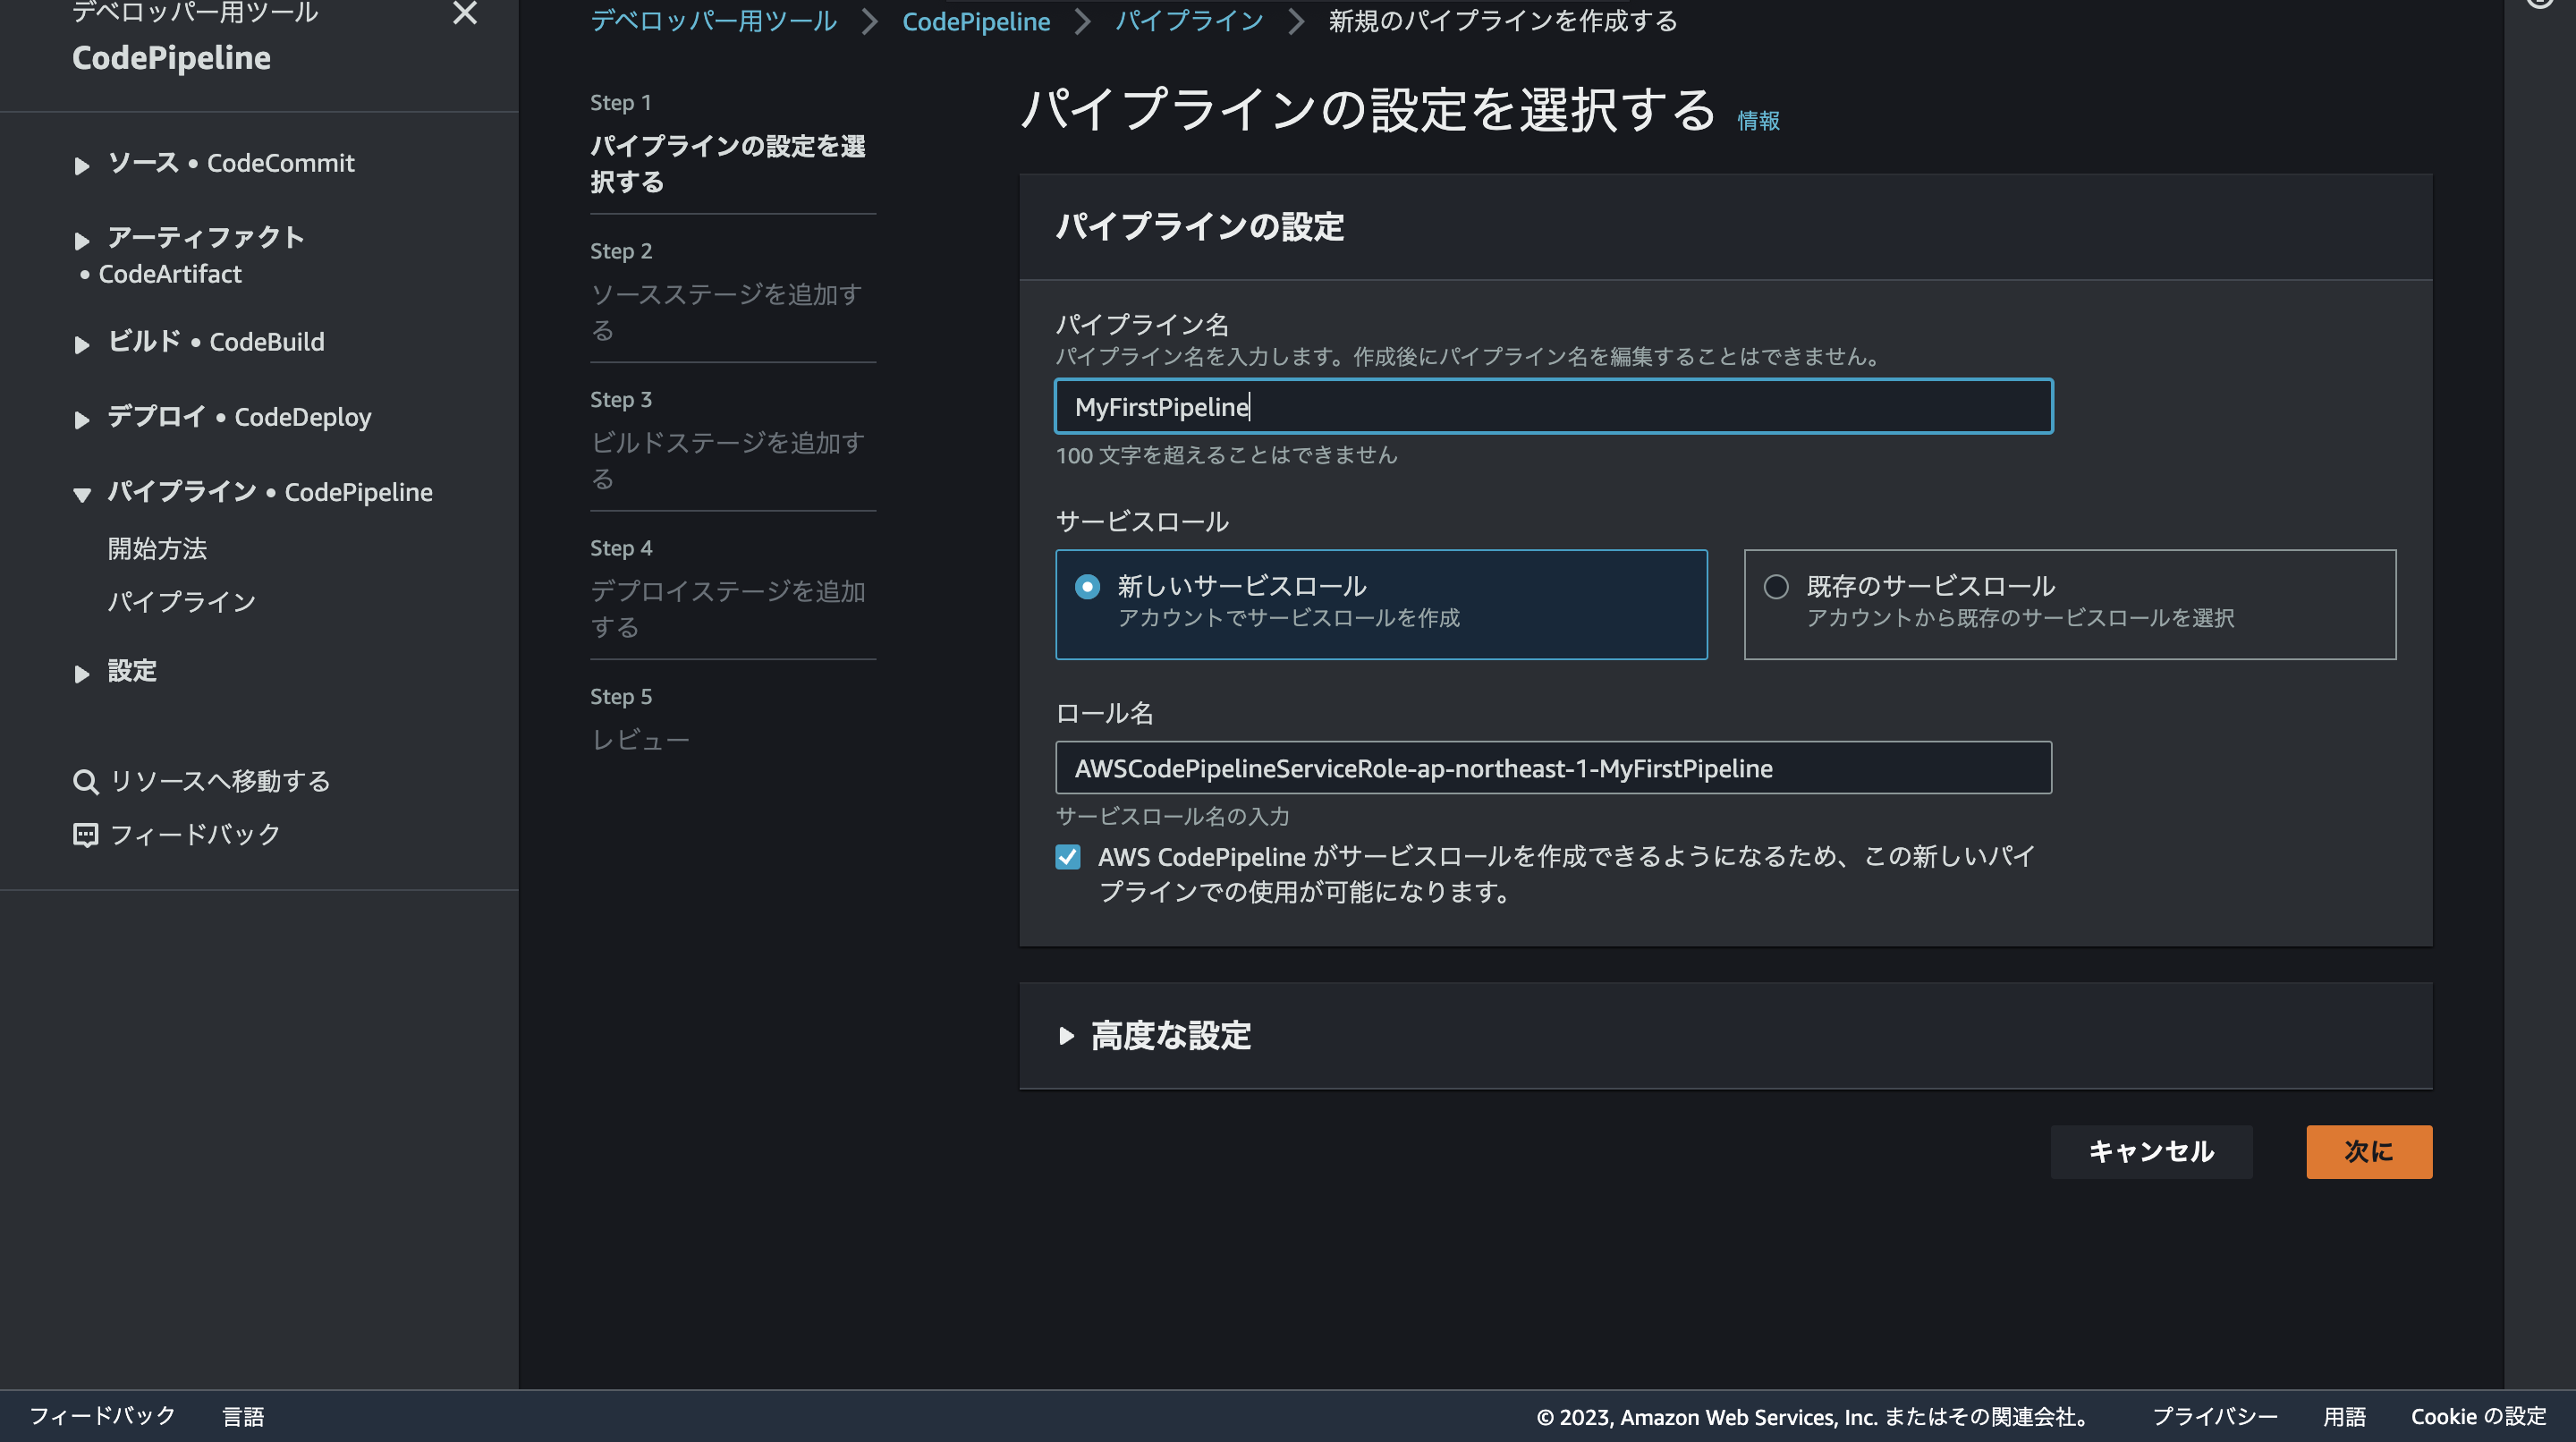 デベロッパー用ツール
CodePipeline
ソース • CodeCommit
アーティファクト
• CodeArtifact
ビルド • CodeBuild
デプロイ • CodeDeploy
パイプライン • CodePipeline
開始方法
パイプライン
設定
リソースへ移動する
フィードバック
デベロッパー用ツール > CodePipeline > パイプライン > 新規のパイプラインを作成する
Step 1
パイプラインの設定を選
択する
Step 2
ソースステージを追加す
る
Step 3
ビルドステージを追加す
る
Step 4
デプロイステージを追加
する
Step 5
レビュー
パイプラインの設定を選択する 情報
パイプラインの設定
パイプライン名
パイプライン名を入力します。作成後にパイプライン名を編集することはできません。
MyFirstPipeline
100 文字を超えることはできません
サービスロール
新しいサービスロール
アカウントでサービスロールを作成
既存のサービスロール
アカウントから既存のサービスロールを選択
ロール名
AWSCodePipelineServiceRole-ap-northeast-1-MyFirstPipeline
サービスロール名の入力
AWS CodePipeline がサービスロールを作成できるようになるため、この新しいパイ
プラインでの使用が可能になります。
高度な設定
キャンセル
次に
フィードバック 言語 © 2023, Amazon Web Services, Inc. またはその関連会社。 プライバシー 用語 Cookie の設定